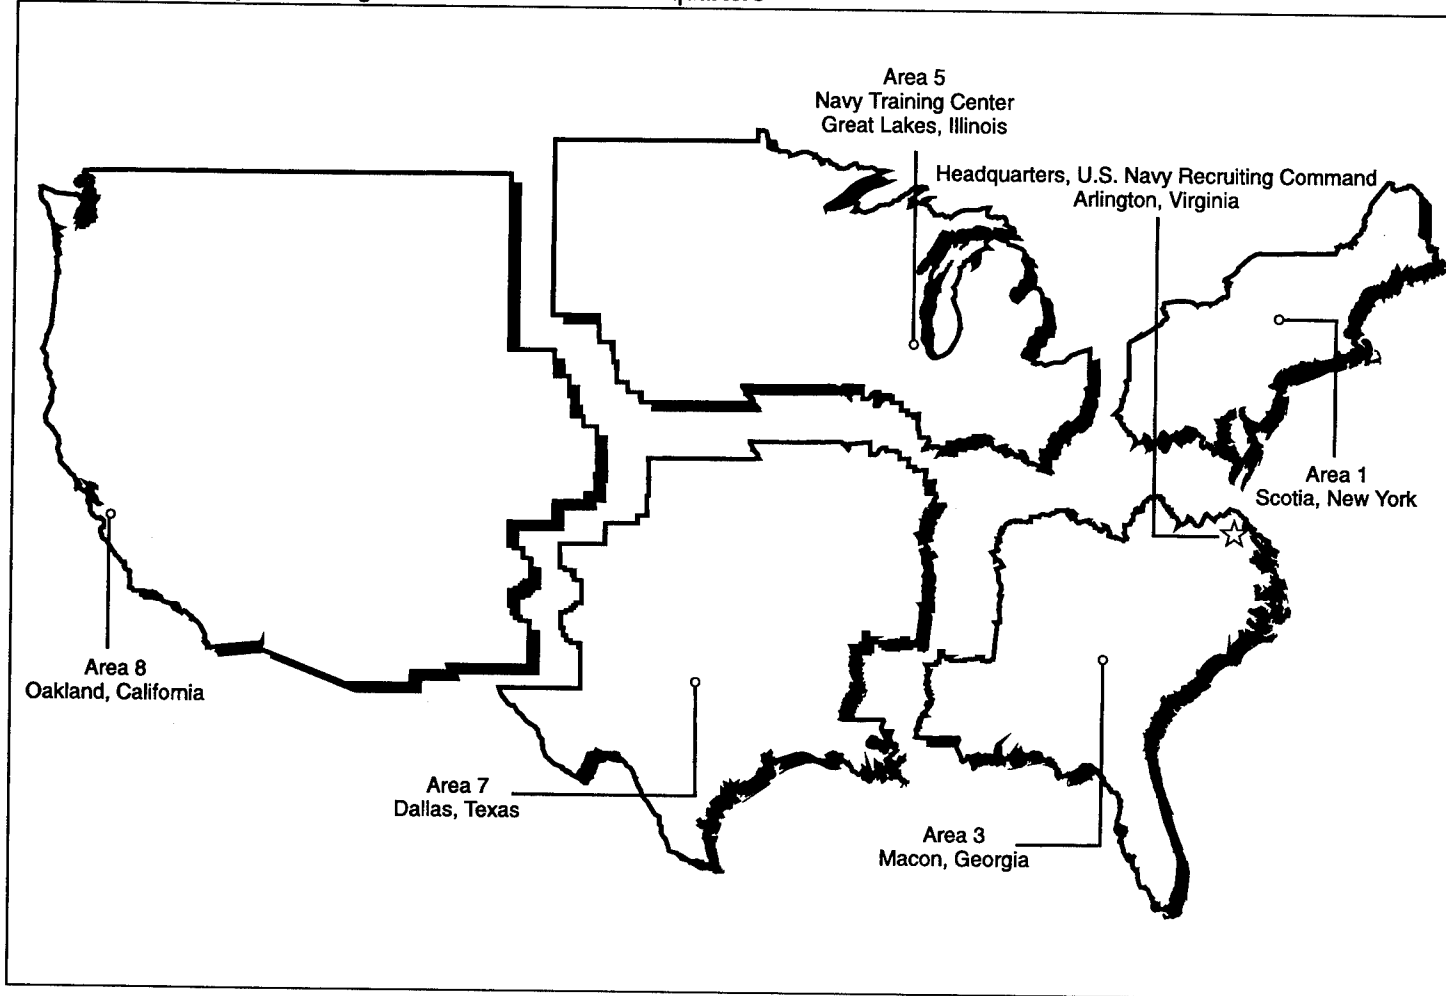 Area 5
Navy Training Center
Great Lakes, Illinois
Headquarters, U.S. Navy Recruiting Command
Arlington, Virginia
Area 1
Scotia, New York
Area 8
Oakland, California
Area 7
Dallas, Texas
Area 3
Macon, Georgia